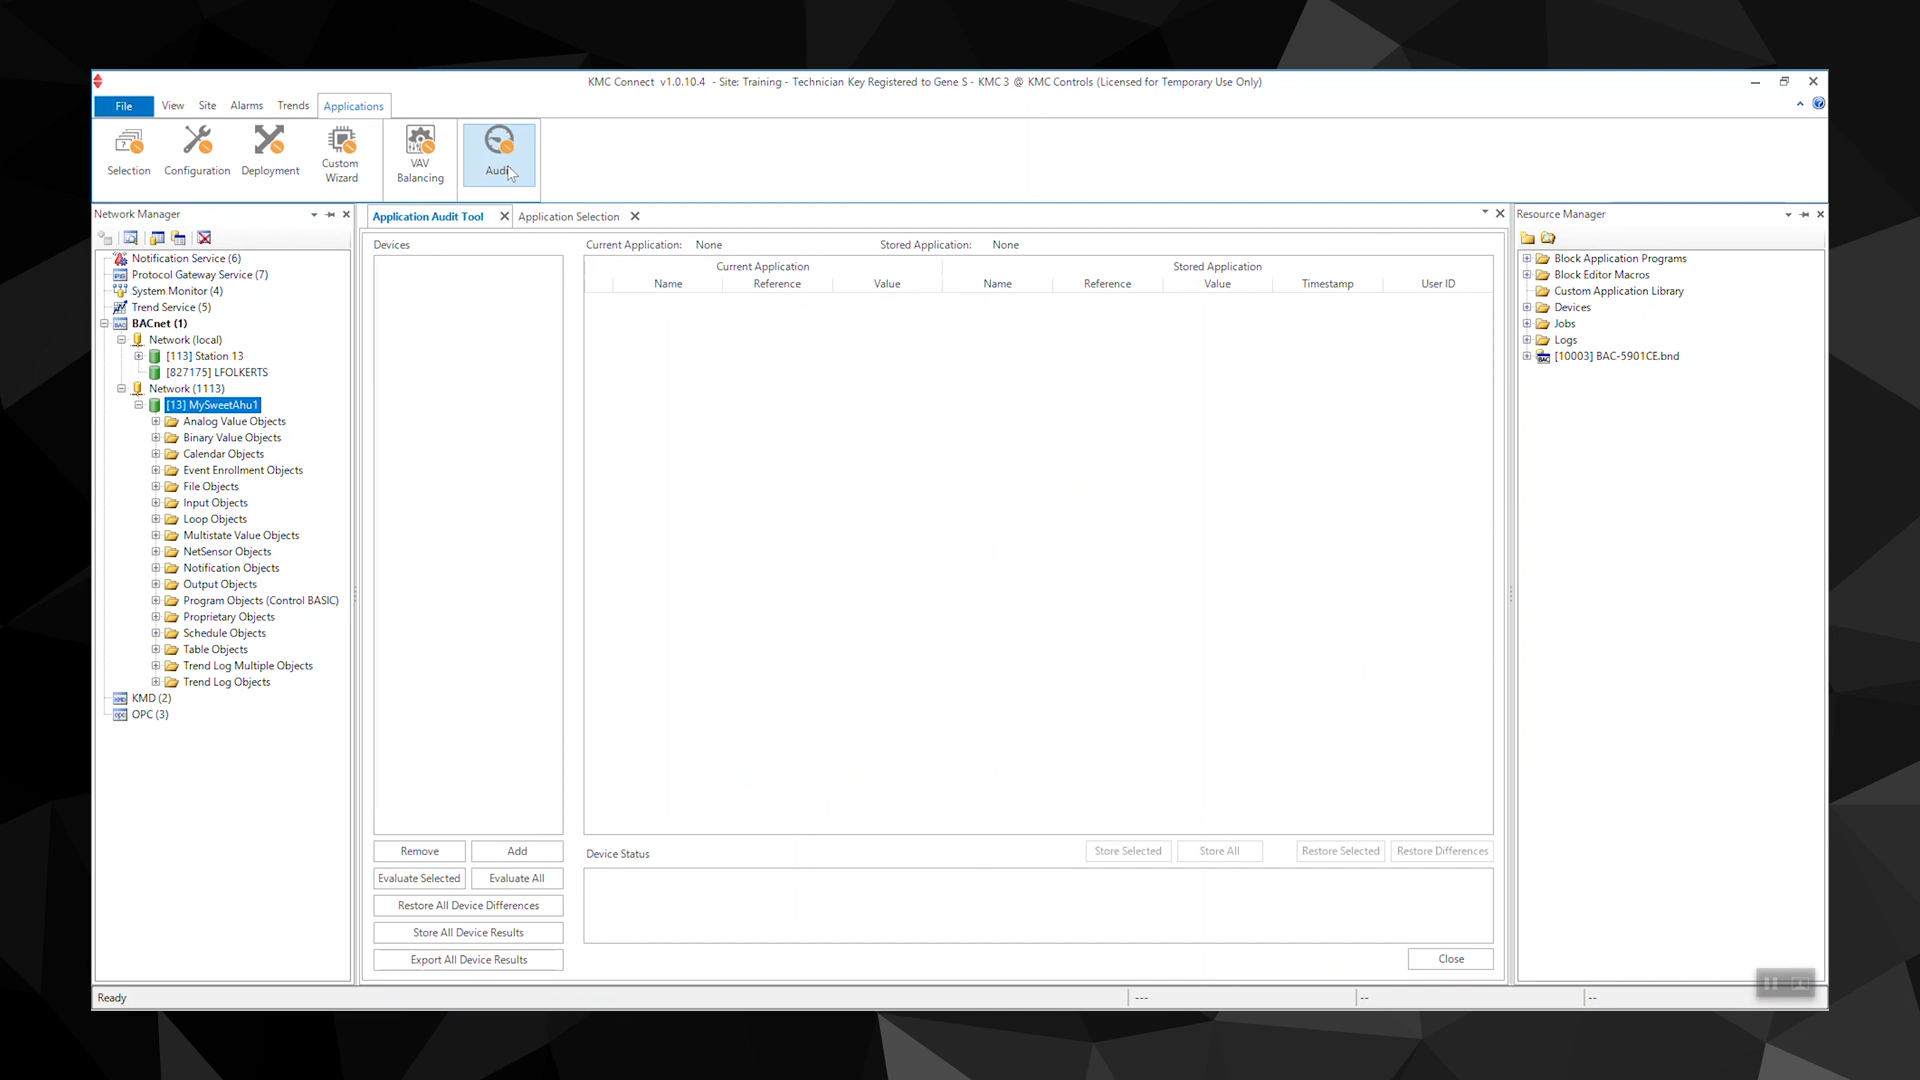 KMC Connect v1.0.10.4 - Site: Training - Technician Key Registered to Gene S - KMC 3 @ KMC Controls (Licensed for Temporary Use Only)
File View Site Alarms Trends Applications
Selection Configuration Deployment Custom Wizard VAV Balancing Audit
Network Manager
Application Audit Tool Application Selection
Resource Manager
Notification Service (6)
Protocol Gateway Service (7)
System Monitor (4)
Trend Service (5)
BACnet (1)
Network (local)
[113] Station 13
[827175] LFOLKERTS
Network (1113)
[13] MySweetAhu1
Analog Value Objects
Binary Value Objects
Calendar Objects
Event Enrollment Objects
File Objects
Input Objects
Loop Objects
Multistate Value Objects
NetSensor Objects
Notification Objects
Output Objects
Program Objects (Control BASIC)
Proprietary Objects
Schedule Objects
Table Objects
Trend Log Multiple Objects
Trend Log Objects
KMD (2)
OPC (3)
Devices
Current Application: None Stored Application: None
Current Application Stored Application
Name Reference Value Name Reference Value Timestamp User ID
Remove Add
Evaluate Selected Evaluate All
Restore All Device Differences
Store All Device Results
Export All Device Results
Device Status Store Selected Store All Restore Selected Restore Differences
Close
Block Application Programs
Block Editor Macros
Custom Application Library
Devices
Jobs
Logs
[10003] BAC-5901CE.bnd
Ready --- -- --